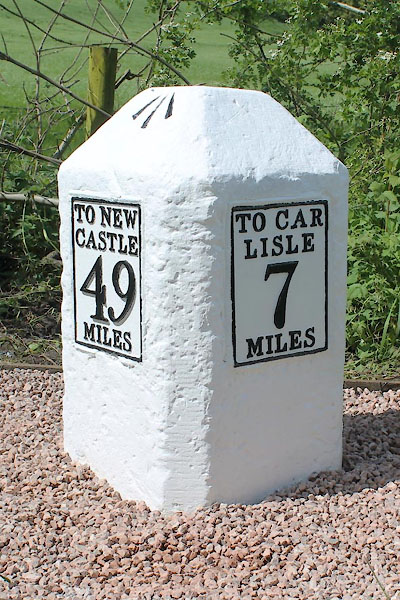 TO NEW
CASTLE
49
MILES
TO CAR
LISLE
7
MILES